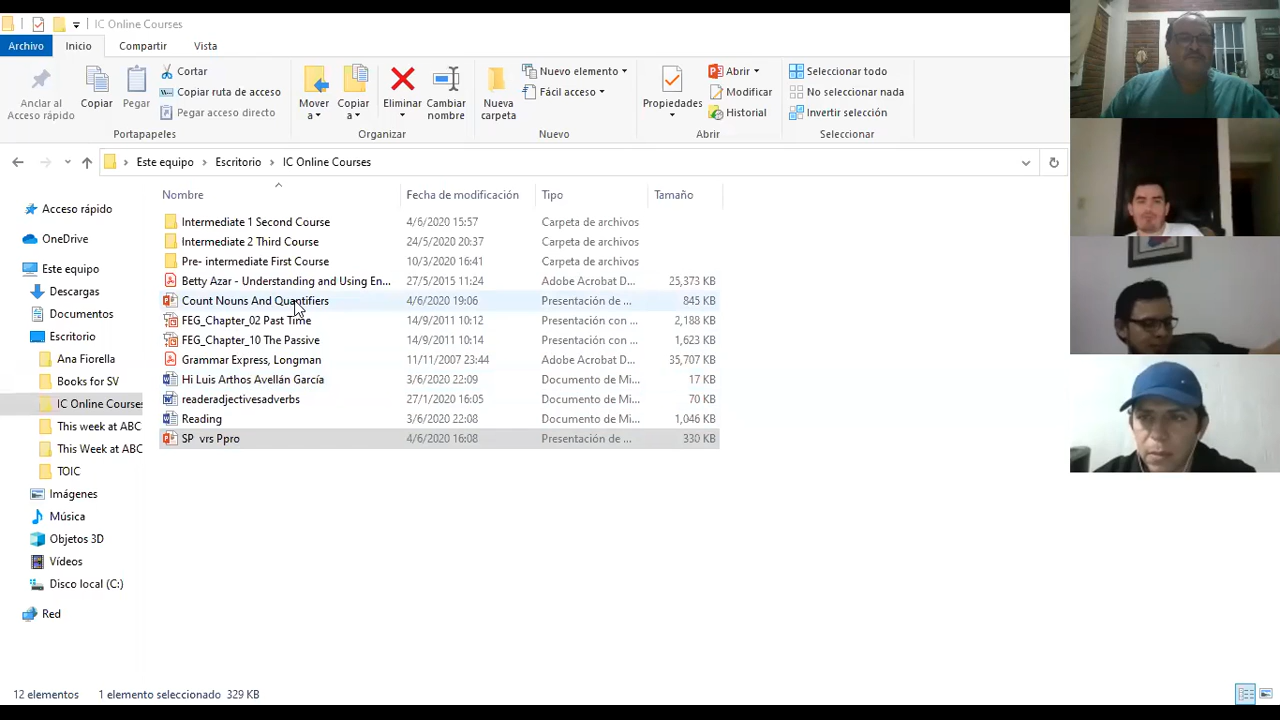 IC Online Courses
Archivo Inicio Compartir Vista
Anclar al Acceso rápido
Copiar
Pegar
Cortar
Copiar ruta de acceso
Pegar acceso directo
Portapapeles
Mover a
Copiar a
Eliminar
Cambiar nombre
Organizar
Nueva carpeta
Nuevo elemento
Fácil acceso
Nuevo
Propiedades
Abrir
Modificar
Historial
Abrir
Seleccionar todo
No seleccionar nada
Invertir selección
Seleccionar
Este equipo Escritorio IC Online Courses
Nombre Fecha de modificación Tipo Tamaño
Intermediate 1 Second Course 4/6/2020 15:57 Carpeta de archivos
Intermediate 2 Third Course 24/5/2020 20:37 Carpeta de archivos
Pre- intermediate First Course 10/3/2020 16:41 Carpeta de archivos
Betty Azar - Understanding and Using En... 27/5/2015 11:24 Adobe Acrobat D... 25,373 KB
Count Nouns And Quantifiers 4/6/2020 19:06 Presentación de ... 845 KB
FEG_Chapter_02 Past Time 14/9/2011 10:12 Presentación con ... 2,188 KB
FEG_Chapter_10 The Passive 14/9/2011 10:14 Presentación con ... 1,623 KB
Grammar Express, Longman 11/11/2007 23:44 Adobe Acrobat D... 35,707 KB
Hi Luis Arthos Avellán García 3/6/2020 22:09 Documento de Mi... 17 KB
readeradjectivesadverbs 27/1/2020 16:05 Documento de Mi... 70 KB
Reading 3/6/2020 22:08 Documento de Mi... 1,046 KB
SP vrs Ppro 4/6/2020 16:08 Presentación de ... 330 KB
Acceso rápido
OneDrive
Este equipo
Descargas
Documentos
Escritorio
Ana Fiorella
Books for SV
IC Online Courses
This week at ABC
This Week at ABC
TOIC
Imágenes
Música
Objetos 3D
Vídeos
Disco local (C:)
Red
12 elementos 1 elemento seleccionado 329 KB